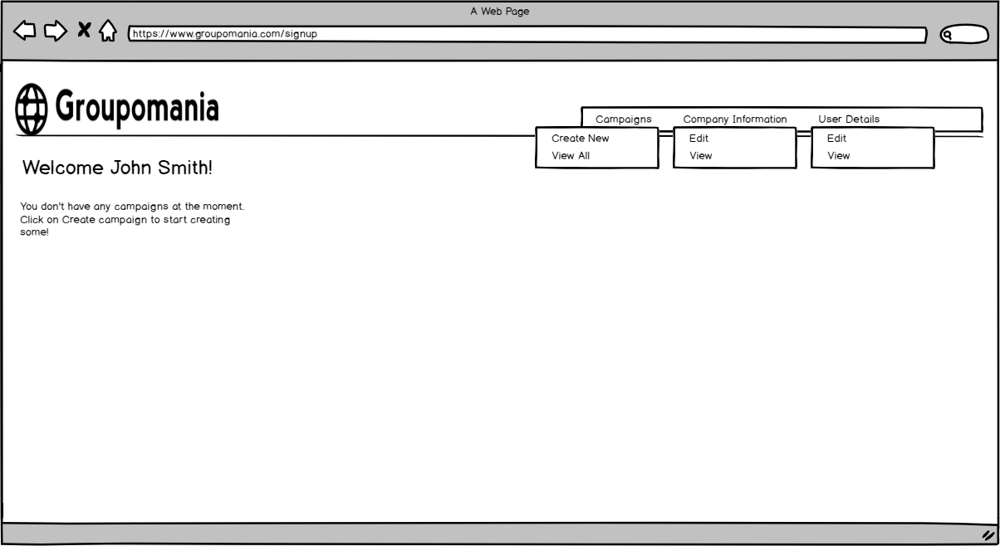 A Web Page
https://www.groupomania.com/signup
Groupomania
Campaigns Company Information User Details
Create New Edit Edit
View All View View
Welcome John Smith!
You don't have any campaigns at the moment.
Click on Create campaign to start creating
some!